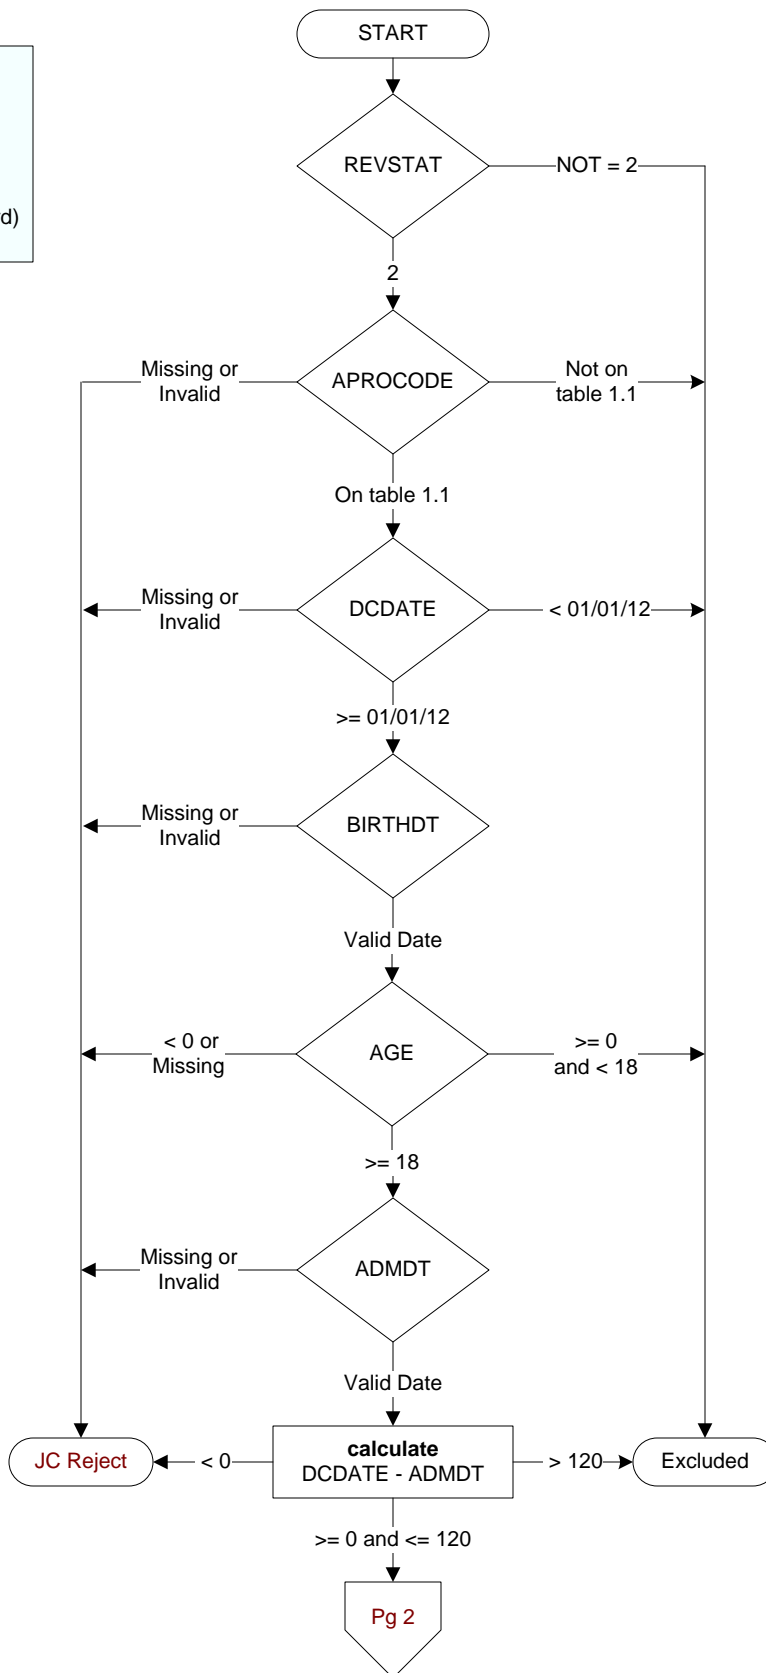 START
REVSTAT
NOT = 2
d)
2
Missing or
Invalid
APROCODE
Not on
table 1.1
On table 1.1
Missing or
Invalid
DCDATE
< 01/01/12
>= 01/01/12
Missing or
Invalid
BIRTHDT
Valid Date
< 0 or
Missing
AGE
>= 0
and < 18
>= 18
Missing or
Invalid
ADMDT
Valid Date
JC Reject
< 0
calculate
DCDATE - ADMDT
> 120
Excluded
>= 0 and <= 120
Pg 2